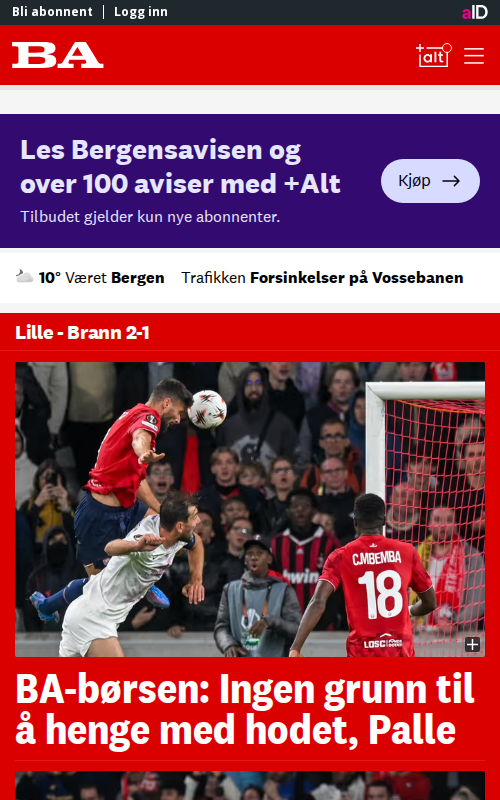 Bli abonnent | Logg inn
aID
BA
+alt
Les Bergensavisen og
over 100 aviser med +Alt
Tilbudet gjelder kun nye abonnenter.
Kjøp →
10° Været Bergen Trafikken Forsinkelser på Vossebanen
Lille - Brann 2-1
C.MBEMBA
18
LOSC
BA-børsen: Ingen grunn til
å henge med hodet, Palle